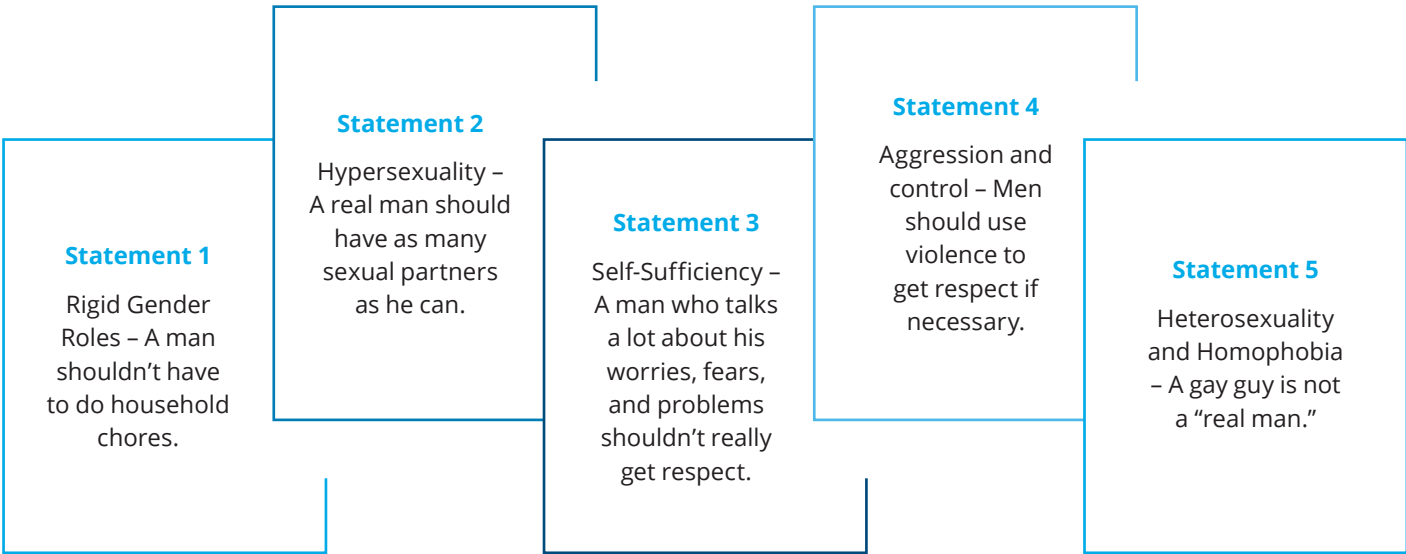 Statement 1
Rigid Gender
Roles – A man
shouldn’t have
to do household
chores.
Statement 2
Hypersexuality –
A real man should
have as many
sexual partners
as he can.
Statement 3
Self-Sufficiency –
A man who talks
a lot about his
worries, fears,
and problems
shouldn’t really
get respect.
Statement 4
Aggression and
control – Men
should use
violence to
get respect if
necessary.
Statement 5
Heterosexuality
and Homophobia
– A gay guy is not
a “real man.”